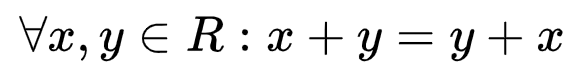 ∀x, y ∈ R : x + y = y + x